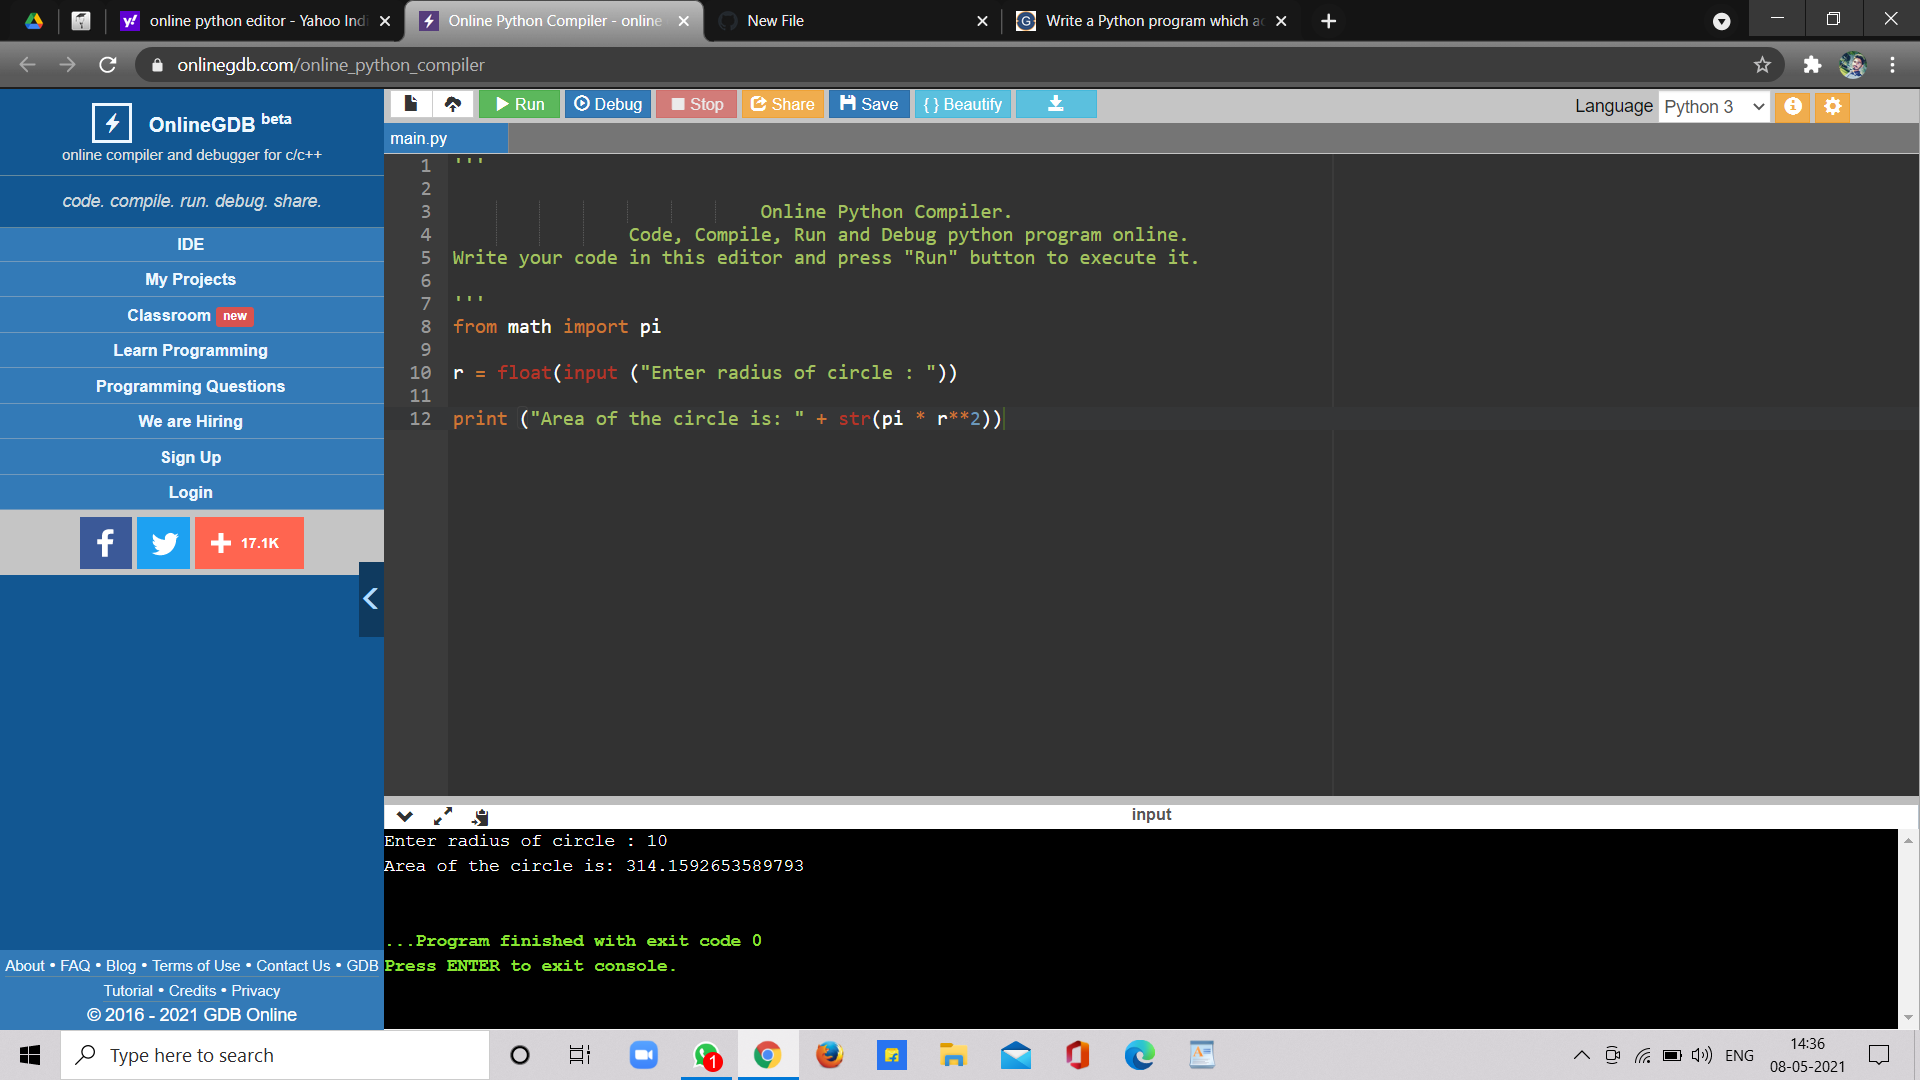 online python editor - Yahoo Indi
Online Python Compiler - online
New File
Write a Python program which ac
onlinegdb.com/online_python_compiler
OnlineGDB beta
online compiler and debugger for c/c++
code. compile. run. debug. share.
IDE
My Projects
Classroom new
Learn Programming
Programming Questions
We are Hiring
Sign Up
Login
f
17.1K
About • FAQ • Blog • Terms of Use • Contact Us • GDB
Tutorial • Credits • Privacy
© 2016 - 2021 GDB Online
Run Debug Stop Share Save { } Beautify
Language Python 3
main.py
1 '''
2
3 Online Python Compiler.
4 Code, Compile, Run and Debug python program online.
5 Write your code in this editor and press "Run" button to execute it.
6
7 '''
8 from math import pi
9
10 r = float(input ("Enter radius of circle : "))
11
12 print ("Area of the circle is: " + str(pi * r**2))
input
Enter radius of circle : 10
Area of the circle is: 314.1592653589793
...Program finished with exit code 0
Press ENTER to exit console.
Type here to search
1
ENG
14:36
08-05-2021